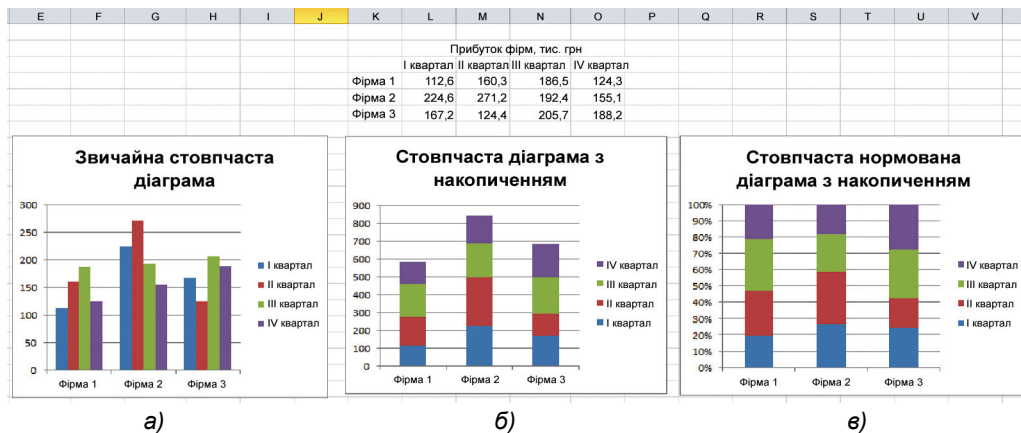 E F G H I J K L M N O P Q R S T U V
Прибуток фірм, тис. грн
I квартал II квартал III квартал IV квартал
Фірма 1 112,6 160,3 186,5 124,3
Фірма 2 224,6 271,2 192,4 155,1
Фірма 3 167,2 124,4 205,7 188,2
Звичайна стовпчаста
діаграма
300
250
200
150
100
50
0
Фірма 1 Фірма 2 Фірма 3
I квартал
II квартал
III квартал
IV квартал
а)
Стовпчаста діаграма з
накопиченням
900
800
700
600
500
400
300
200
100
0
Фірма 1 Фірма 2 Фірма 3
IV квартал
III квартал
II квартал
I квартал
б)
Стовпчаста нормована
діаграма з накопиченням
100%
90%
80%
70%
60%
50%
40%
30%
20%
10%
0%
Фірма 1 Фірма 2 Фірма 3
IV квартал
III квартал
II квартал
I квартал
в)